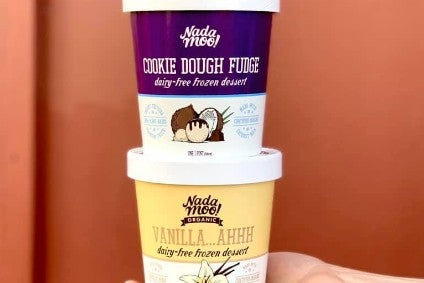 Nada
moo!
COOKIE DOUGH FUDGE
dairy-free frozen dessert
Nada
moo!
ORGANIC
VANILLA...AHHH
dairy-free frozen dessert